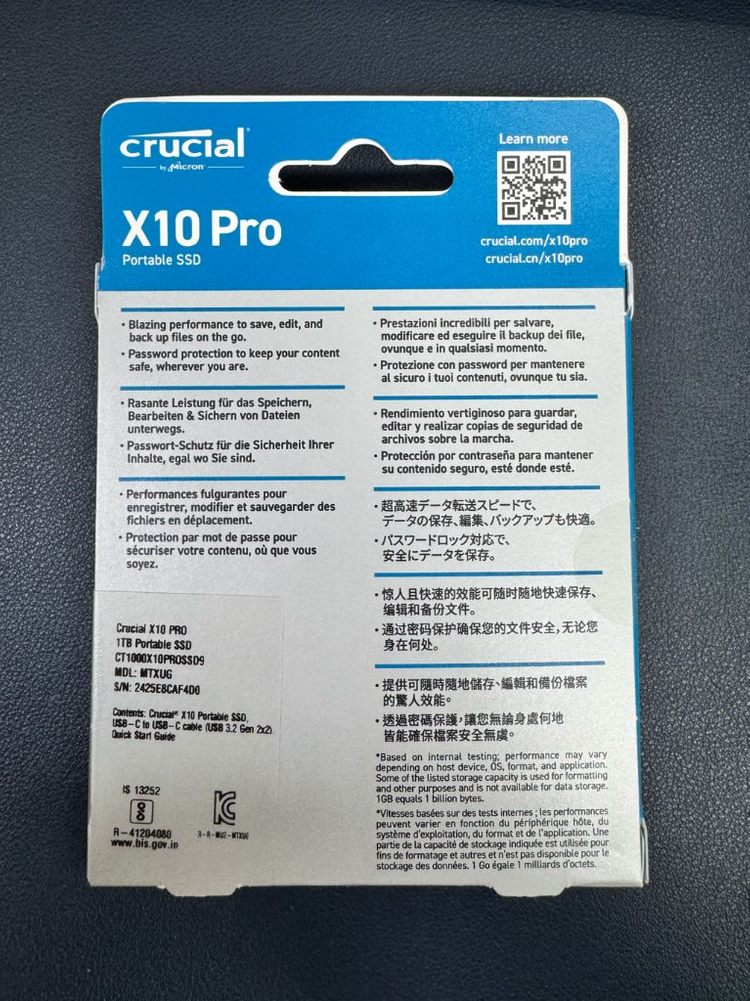 crucial
by Micron
Learn more
X10 Pro
Portable SSD
crucial.com/x10pro
crucial.cn/x10pro
• Blazing performance to save, edit, and
back up files on the go.
• Password protection to keep your content
safe, wherever you are.
• Rasante Leistung für das Speichern,
Bearbeiten & Sichern von Dateien
unterwegs.
• Passwort-Schutz für die Sicherheit Ihrer
Inhalte, egal wo Sie sind.
• Performances fulgurantes pour
enregistrer, modifier et sauvegarder des
fichiers en déplacement.
• Protection par mot de passe pour
sécuriser votre contenu, où que vous
soyez.
Crucial X10 PRO
1TB Portable SSD
CT1000X10PROSSD9
MDL: MTXUG
S/N: 2425E8CAF4D0
Contents: Crucial® X10 Portable SSD,
USB-C to USB-C cable (USB 3.2 Gen 2x2)
Quick Start Guide
IS 13252
R-41204080
www.bis.gov.in
R-R-MU2-MTXUG
• Prestazioni incredibili per salvare,
modificare ed eseguire il backup dei file,
ovunque e in qualsiasi momento.
• Protezione con password per mantenere
al sicuro i tuoi contenuti, ovunque tu sia.
• Rendimiento vertiginoso para guardar,
editar y realizar copias de seguridad de
archivos sobre la marcha.
• Protección por contraseña para mantener
su contenido seguro, esté donde esté.
• 超高速データ転送スピードで、
データの保存、編集、バックアップも快適。
• パスワードロック対応で、
安全にデータを保存。
• 惊人且快速的效能可随时随地快速保存、
编辑和备份文件。
• 通过密码保护确保您的文件安全，无论您
身在何处。
• 提供可隨時隨地儲存、編輯和備份檔案
的驚人效能。
• 透過密碼保護，讓您無論身處何地
皆能確保檔案安全無虞。
*Based on internal testing; performance may vary
depending on host device, OS, format, and application.
Some of the listed storage capacity is used for formatting
and other purposes and is not available for data storage.
1GB equals 1 billion bytes.
*Vitesses basées sur des tests internes ; les performances
peuvent varier en fonction du périphérique hôte, du
système d'exploitation, du format et de l'application. Une
partie de la capacité de stockage indiquée est utilisée pour
fins de formatage et autres et n'est pas disponible pour le
stockage des données. 1 Go égale 1 milliards d'octets.